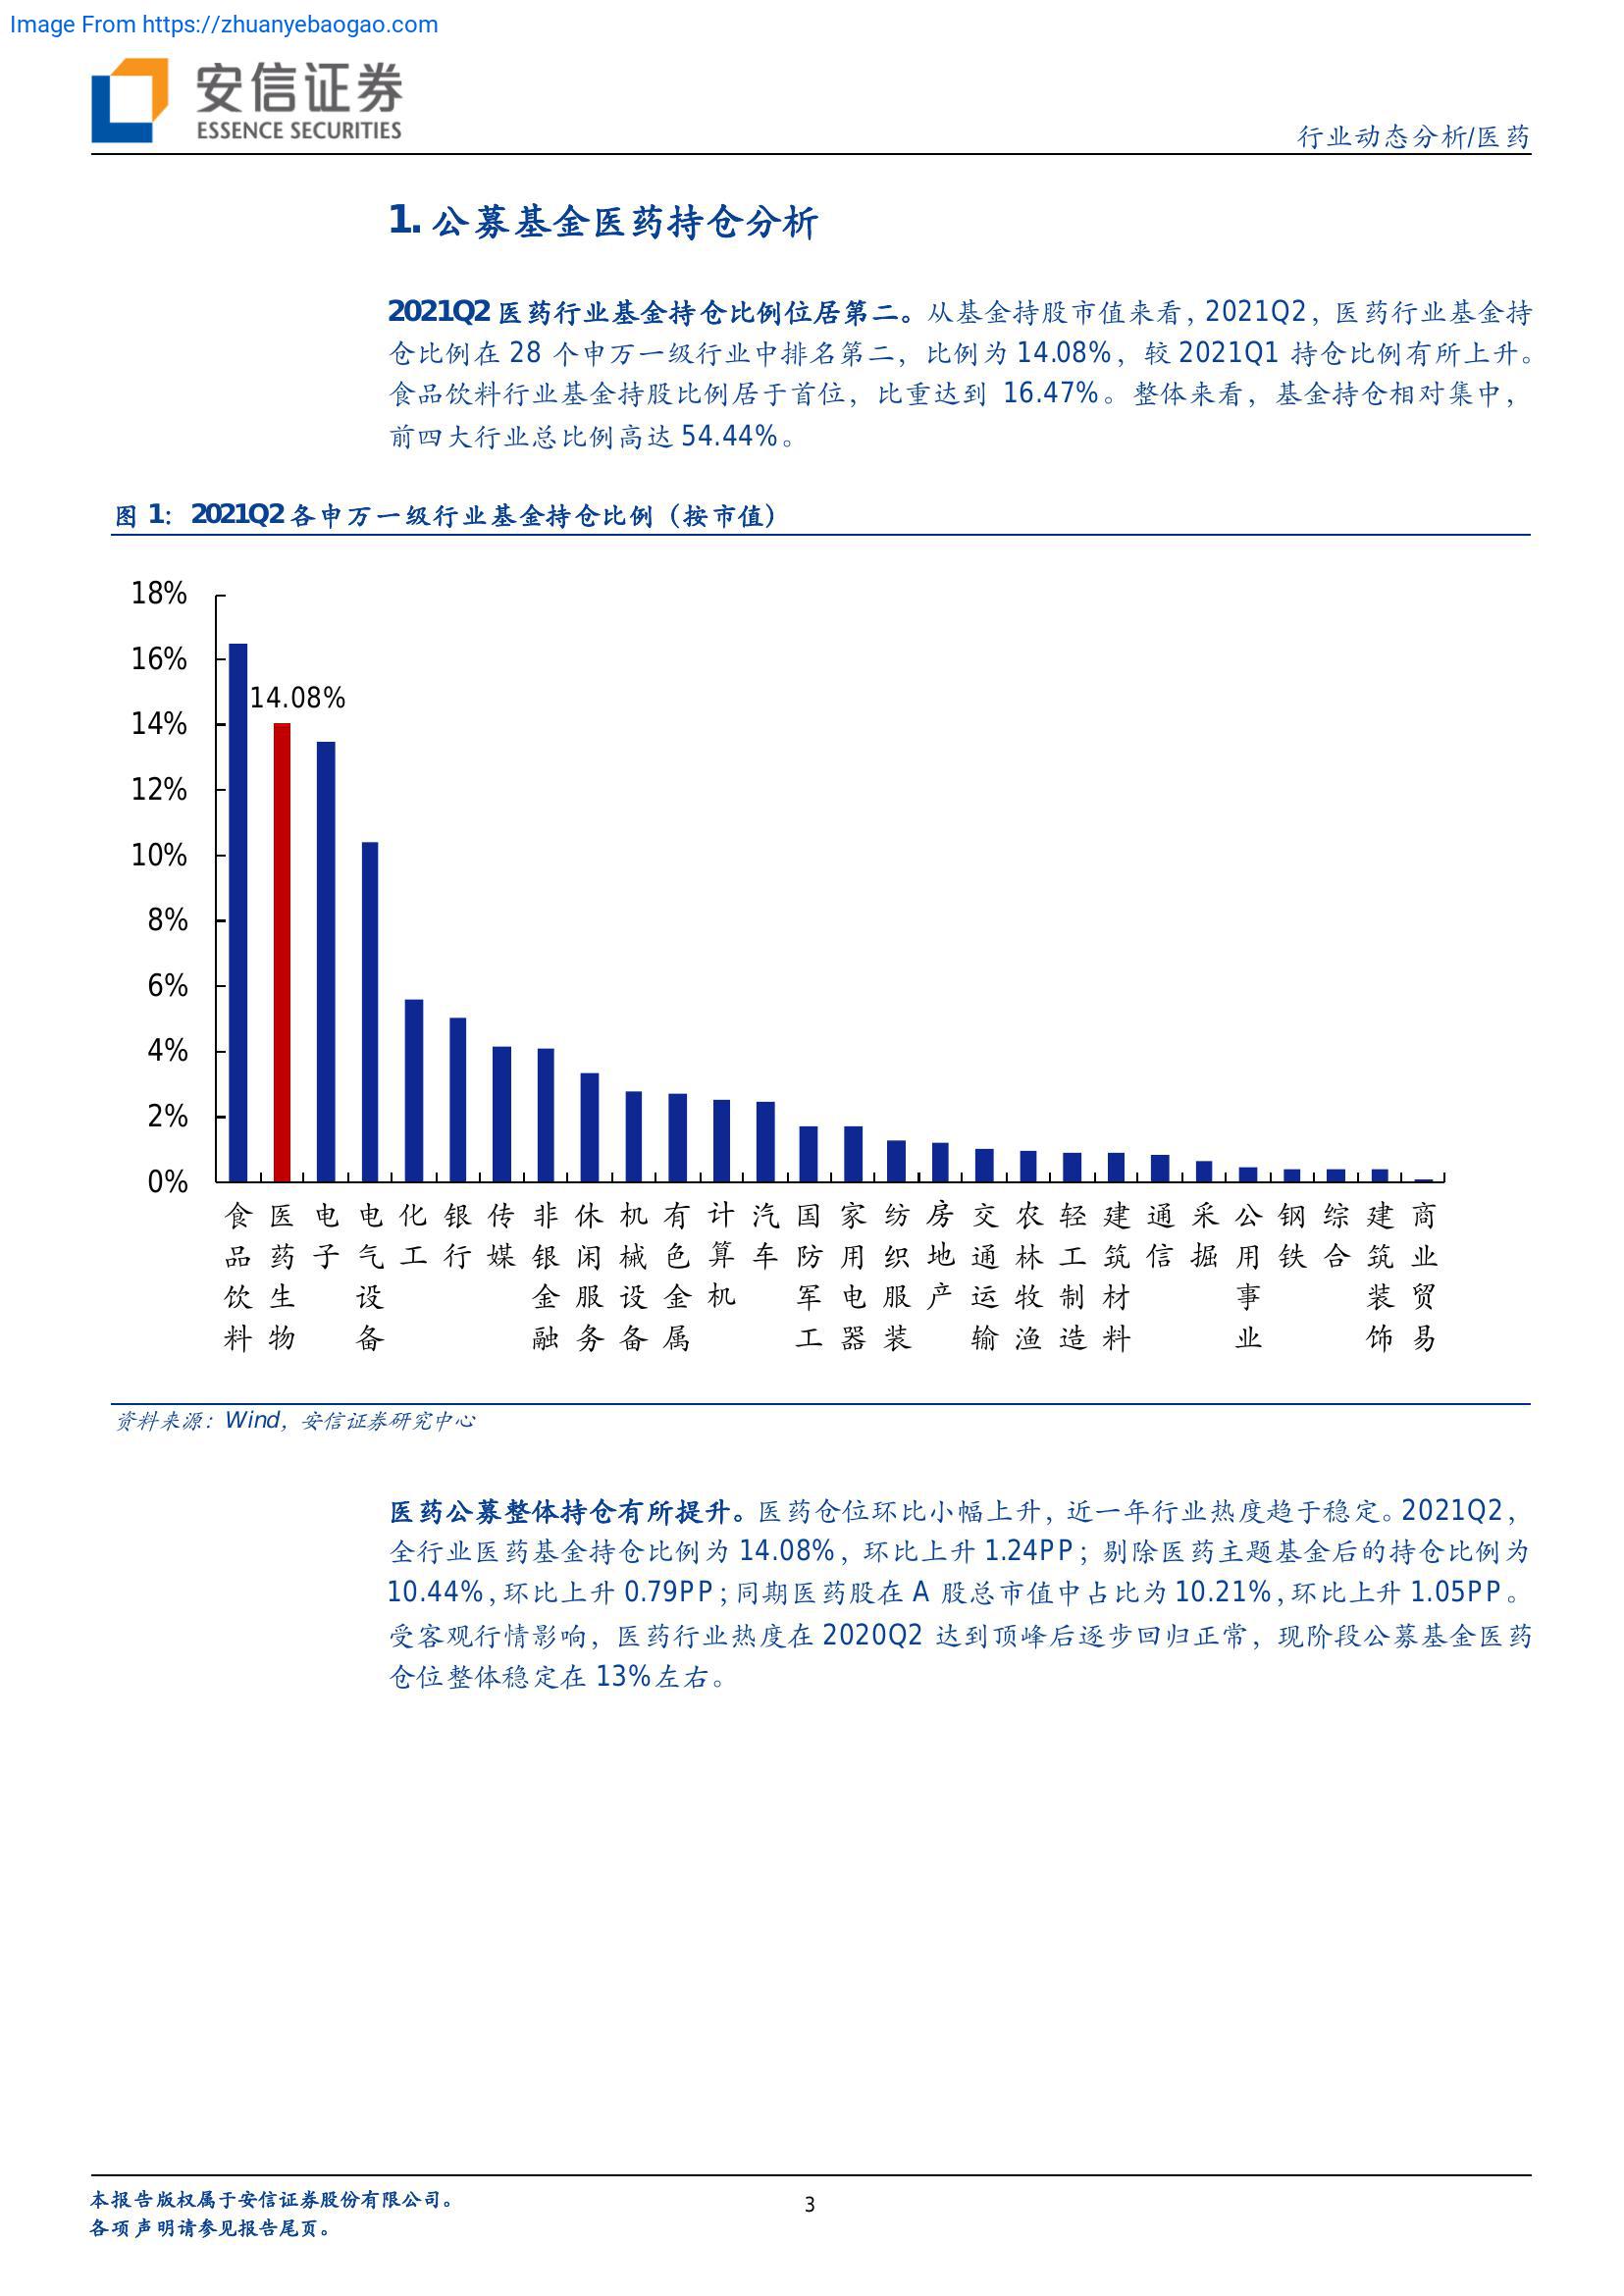 Image From https://zhuanyebaogao.com
安信证券
ESSENCE SECURITIES
行业动态分析/医药
1. 公募基金医药持仓分析
2021Q2 医药行业基金持仓比例位居第二。从基金持股市值来看，2021Q2，医药行业基金持
仓比例在 28 个申万一级行业中排名第二，比例为 14.08%，较 2021Q1 持仓比例有所上升。
食品饮料行业基金持股比例居于首位，比重达到 16.47%。整体来看，基金持仓相对集中，
前四大行业总比例高达 54.44%。
图 1：2021Q2 各申万一级行业基金持仓比例（按市值）
18%
16%
14.08%
14%
12%
10%
8%
6%
4%
2%
0%
食品饮料
医药生物
电子
电气设备
化工
银行
传媒
非银金融
休闲服务
机械设备
有色金属
计算机
汽车
国防军工
家用电器
纺织服装
房地产
交通运输
农林牧渔
轻工制造
建筑材料
通信
采掘
公用事业
钢铁
综合
建筑装饰
商业贸易
资料来源：Wind，安信证券研究中心
医药公募整体持仓有所提升。医药仓位环比小幅上升，近一年行业热度趋于稳定。2021Q2，
全行业医药基金持仓比例为 14.08%，环比上升 1.24PP；剔除医药主题基金后的持仓比例为
10.44%，环比上升 0.79PP；同期医药股在 A 股总市值中占比为 10.21%，环比上升 1.05PP。
受客观行情影响，医药行业热度在 2020Q2 达到顶峰后逐步回归正常，现阶段公募基金医药
仓位整体稳定在 13%左右。
本报告版权属于安信证券股份有限公司。
3
各项声明请参见报告尾页。